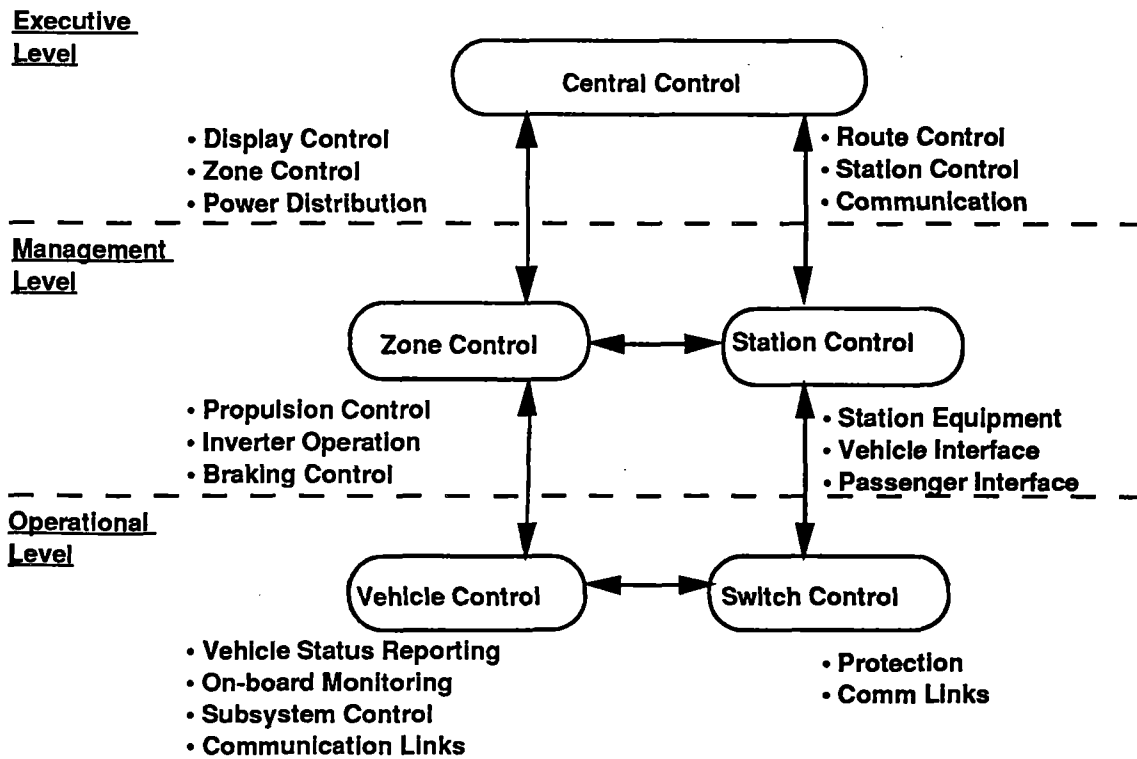 Executive
Level
Central Control
• Display Control
• Zone Control
• Power Distribution
• Route Control
• Station Control
• Communication
Management
Level
Zone Control
Station Control
• Propulsion Control
• Inverter Operation
• Braking Control
• Station Equipment
• Vehicle Interface
• Passenger Interface
Operational
Level
Vehicle Control
Switch Control
• Vehicle Status Reporting
• On-board Monitoring
• Subsystem Control
• Communication Links
• Protection
• Comm Links